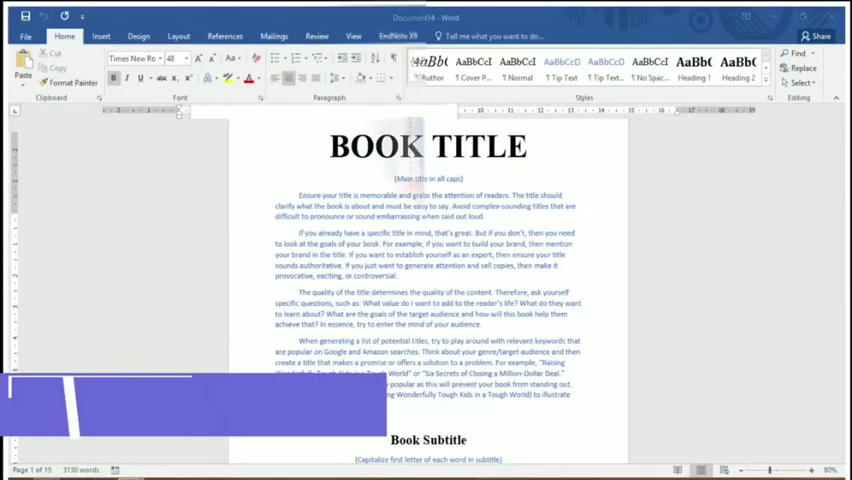 Document14 - Word
File Home Insert Design Layout References Mailings Review View EndNote X9 Tell me what you want to do... Share
Paste
Cut
Copy
Format Painter
Clipboard
Times New Ro 48
Font
Paragraph
AaBbC AaBbCcI AaBbCcI AaBbCcI AaBbCcI AaBbCcI AaBb( AaBbC
Author ¶ Cover P... ¶ Normal ¶ Tip Text ¶ Tip Text... ¶ No Spac... Heading 1 Heading 2
Styles
Find
Replace
Select
Editing
BOOK TITLE
(Main title in all caps)
Ensure your title is memorable and grabs the attention of readers. The title should
clarify what the book is about and must be easy to say. Avoid complex-sounding titles that are
difficult to pronounce or sound embarrassing when said out loud.
If you already have a specific title in mind, that's great. But if you don't, then you need
to look at the goals of your book. For example, if you want to build your brand, then mention
your brand in the title. If you want to establish yourself as an expert, then ensure your title
sounds authoritative. If you just want to generate attention and sell copies, then make it
provocative, exciting, or controversial.
The quality of the title determines the quality of the content. Therefore, ask yourself
specific questions, such as: What value do I want to add to the reader's life? What do they want
to learn about? What are the goals of the target audience and how will this book help them
achieve that? In essence, try to enter the mind of your audience.
When generating a list of potential titles, try to play around with relevant keywords that
are popular on Google and Amazon searches. Think about your genre/target audience and then
create a title that makes a promise or offers a solution to a problem. For example, "Raising
Wonderfully Tough Kids in a Tough World" or "Six Secrets of Closing a Million-Dollar Deal."
popular as this will prevent your book from standing out.
Wonderfully Tough Kids in a Tough World) to illustrate
Book Subtitle
(Capitalize first letter of each word in subtitle)
Page 1 of 19 3130 words 80%